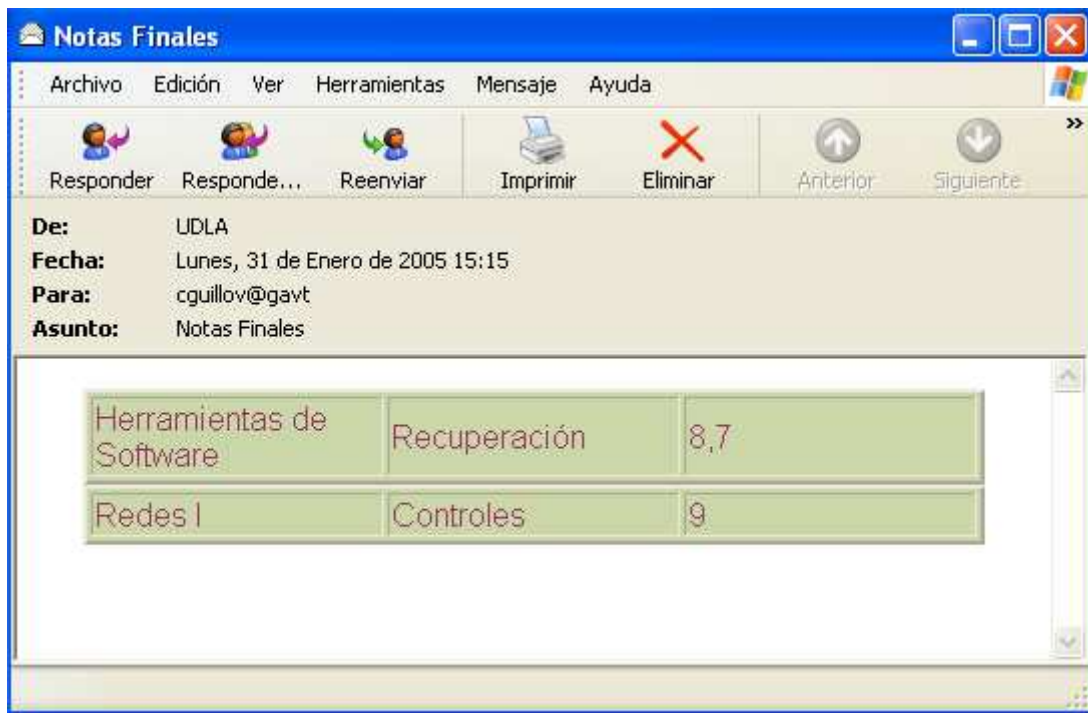 Notas Finales
Archivo Edición Ver Herramientas Mensaje Ayuda
»
Responder Responde... Reenviar Imprimir Eliminar Anterior Siguiente
De: UDLA
Fecha: Lunes, 31 de Enero de 2005 15:15
Para: cguillov@gavt
Asunto: Notas Finales
Herramientas de
Software Recuperación 8,7
Redes I Controles 9